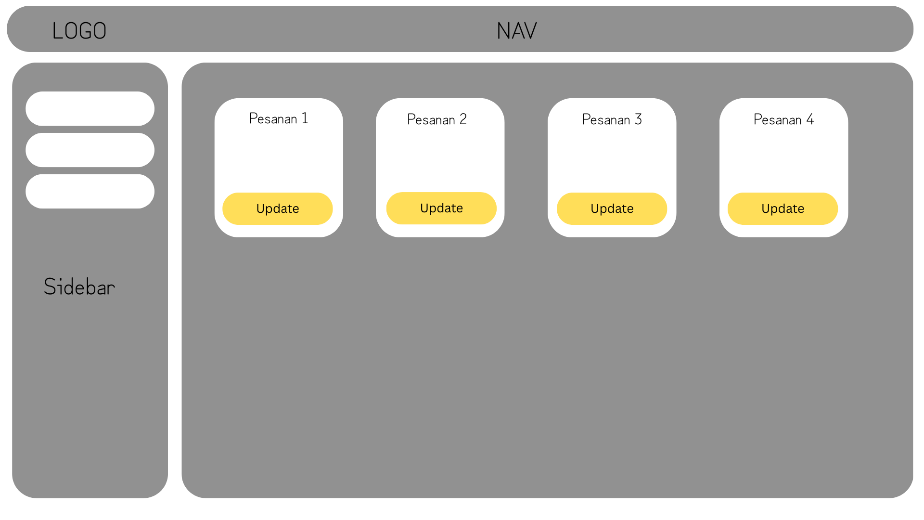 LOGO
NAV
Sidebar
Pesanan 1
Update
Pesanan 2
Update
Pesanan 3
Update
Pesanan 4
Update